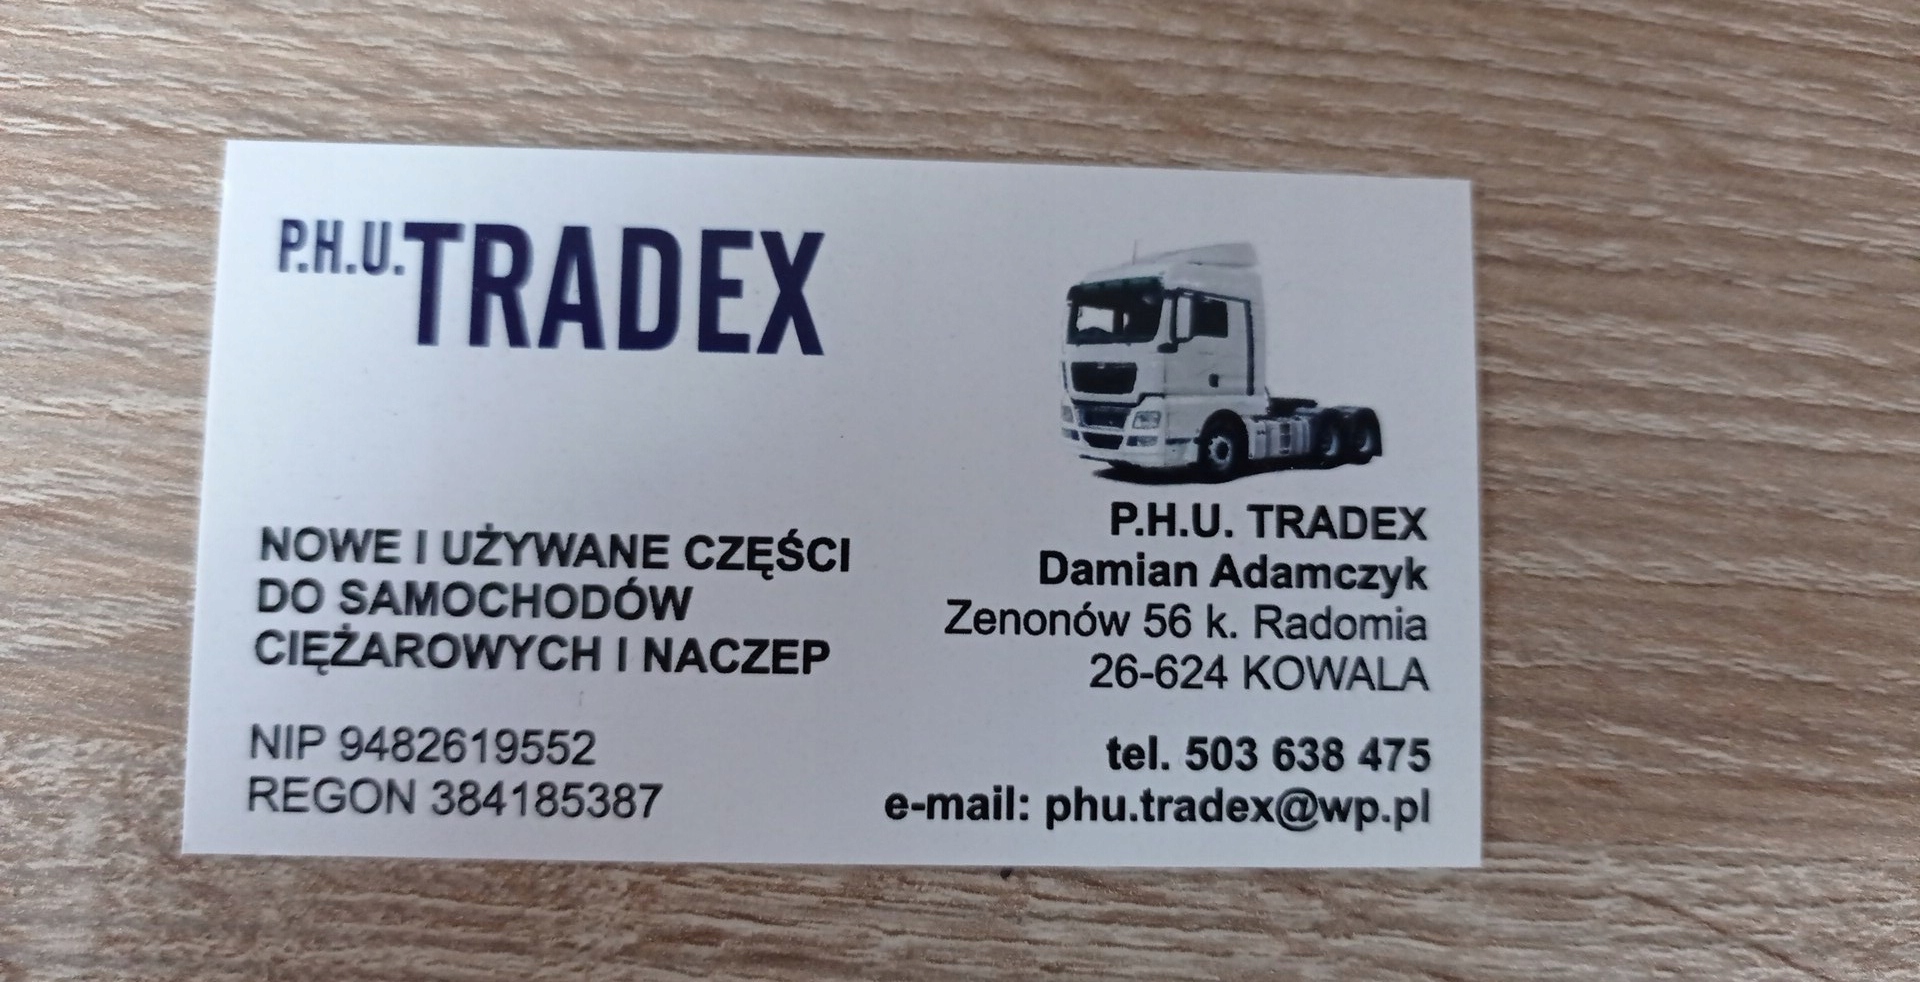 P.H.U. TRADEX
NOWE I UŻYWANE CZĘŚCI
DO SAMOCHODÓW
CIĘŻAROWYCH I NACZEP
NIP 9482619552
REGON 384185387
P.H.U. TRADEX
Damian Adamczyk
Zenonów 56 k. Radomia
26-624 KOWALA
tel. 503 638 475
e-mail: phu.tradex@wp.pl